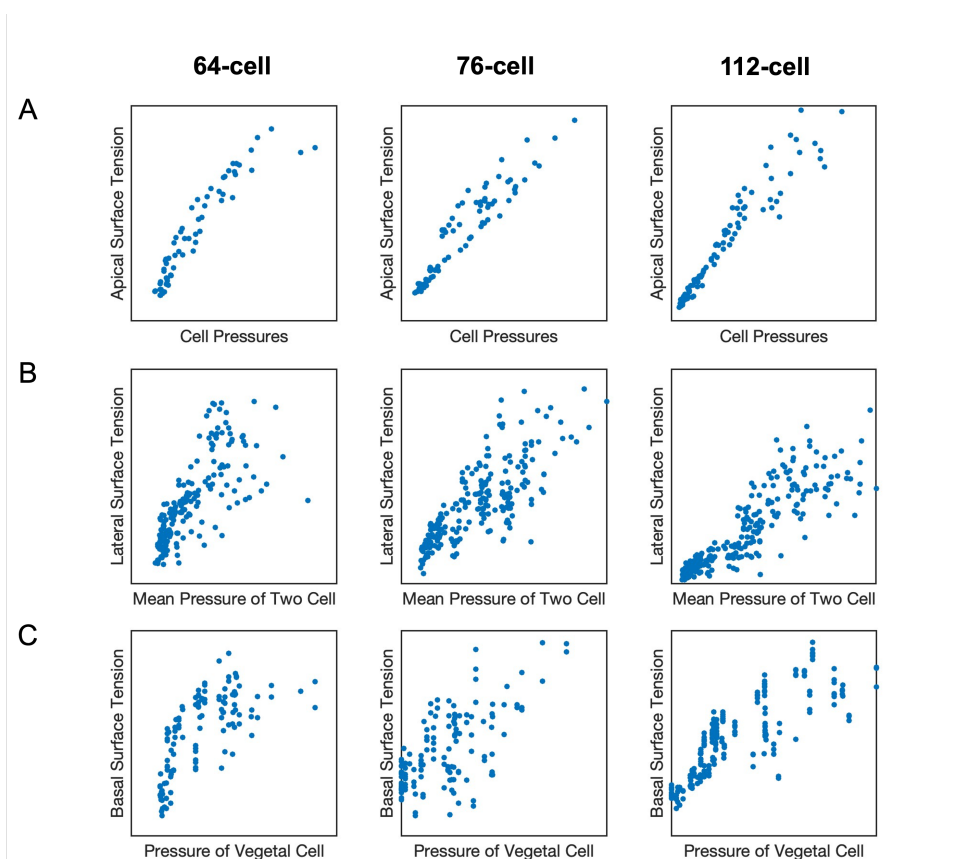 64-cell 76-cell 112-cell
A
Apical Surface Tension
Apical Surface Tension
Apical Surface Tension
Cell Pressures Cell Pressures Cell Pressures
B
Lateral Surface Tension
Lateral Surface Tension
Lateral Surface Tension
Mean Pressure of Two Cell Mean Pressure of Two Cell Mean Pressure of Two Cell
C
Basal Surface Tension
Basal Surface Tension
Basal Surface Tension
Pressure of Vegetal Cell Pressure of Vegetal Cell Pressure of Vegetal Cell